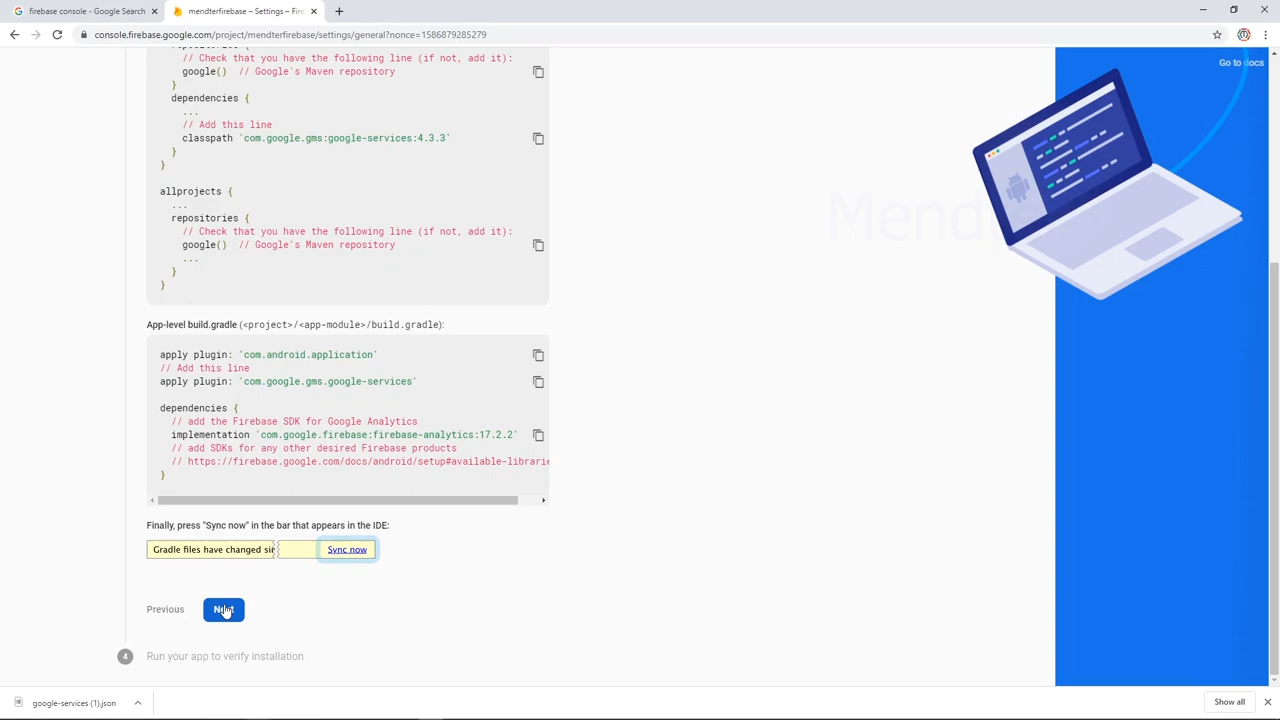 firebase console - Google Search
mendterfirebase – Settings – Fire
console.firebase.google.com/project/mendterfirebase/settings/general?nonce=1586879285279
Go to docs
// Check that you have the following line (if not, add it):
google()  // Google's Maven repository
}
dependencies {
...
// Add this line
classpath 'com.google.gms:google-services:4.3.3'
}
}
allprojects {
...
repositories {
// Check that you have the following line (if not, add it):
google()  // Google's Maven repository
...
}
}
App-level build.gradle (<project>/<app-module>/build.gradle):
apply plugin: 'com.android.application'
// Add this line
apply plugin: 'com.google.gms.google-services'
dependencies {
// add the Firebase SDK for Google Analytics
implementation 'com.google.firebase:firebase-analytics:17.2.2'
// add SDKs for any other desired Firebase products
// https://firebase.google.com/docs/android/setup#available-librarie
}
Finally, press "Sync now" in the bar that appears in the IDE:
Gradle files have changed sin Sync now
Previous Next
4 Run your app to verify installation
google-services (1).json
Show all